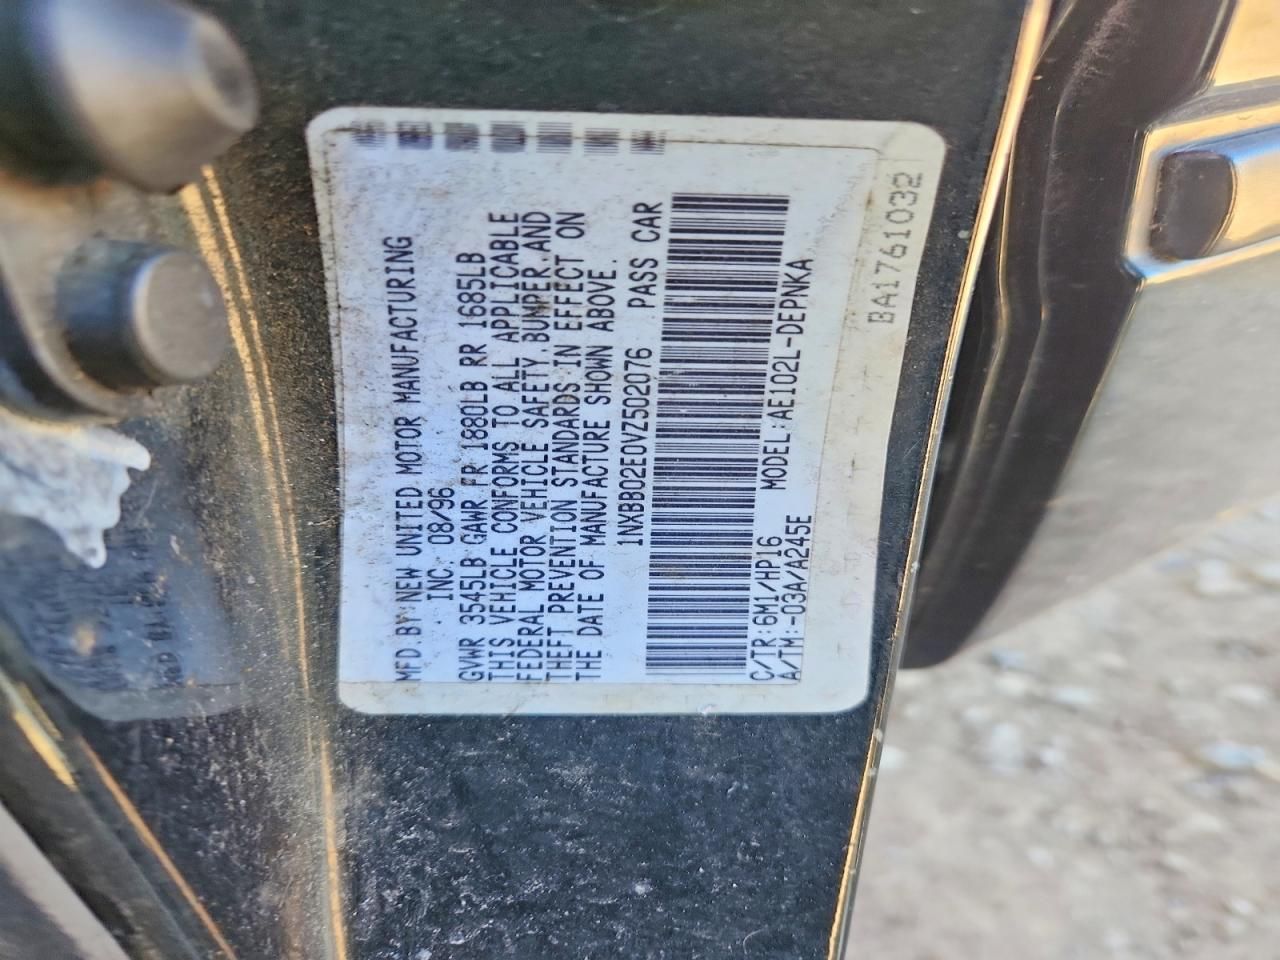 MFD.BY:NEW UNITED MOTOR MANUFACTURING
. INC. 08/96
GVWR 3545LB GAWR FR 1880LB RR 1685LB
THIS VEHICLE CONFORMS TO ALL APPLICABLE
FEDERAL MOTOR VEHICLE SAFETY,BUMPER,AND
THEFT PREVENTION STANDARDS IN EFFECT ON
THE DATE OF MANUFACTURE SHOWN ABOVE.
1NXBB02E0VZ502076 PASS CAR
C/TR:6M1/HP16 MODEL:AE102L-DEPNKA
A/TM:-03A/A245E
BA1761032